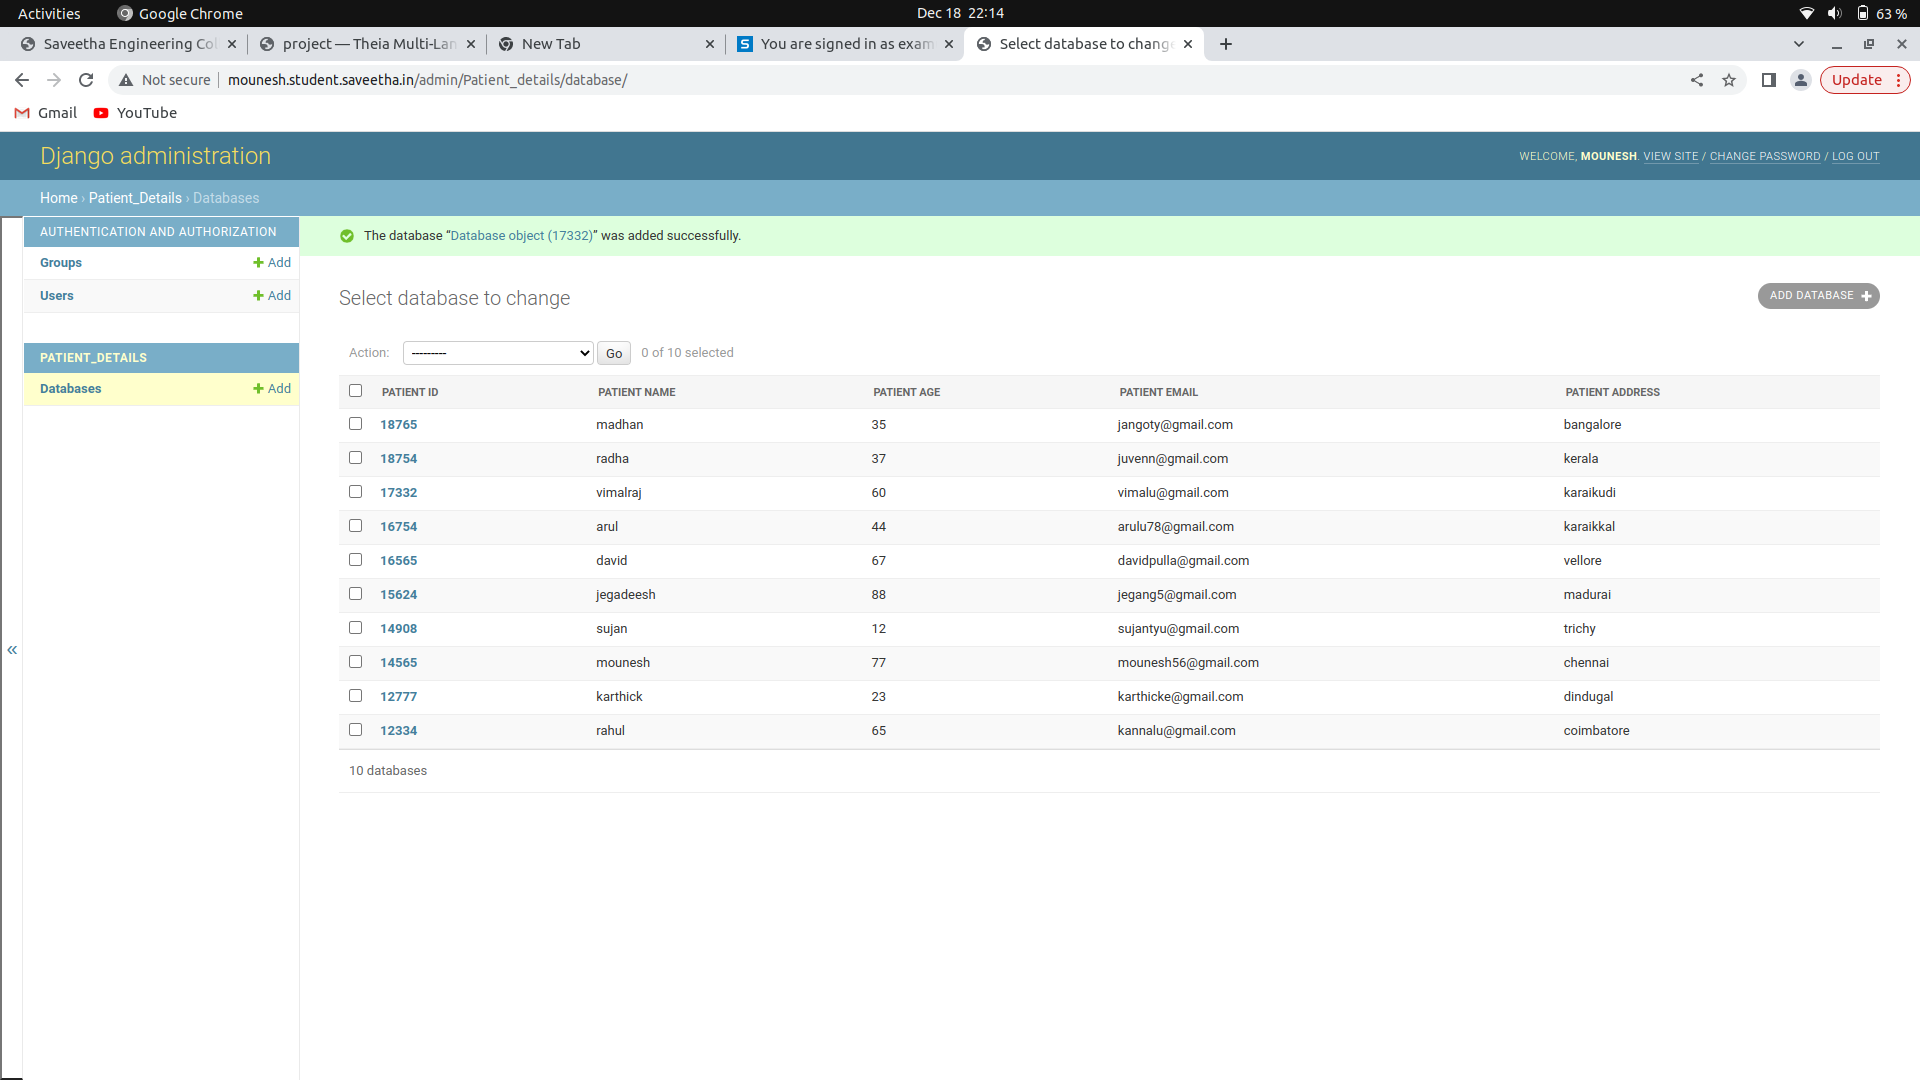 Activities Google Chrome Dec 18 22:14 63 %
Saveetha Engineering Co project — Theia Multi-Lan New Tab You are signed in as exam Select database to change
Not secure mounesh.student.saveetha.in/admin/Patient_details/database/ Update
Gmail YouTube
Django administration WELCOME, MOUNESH. VIEW SITE / CHANGE PASSWORD / LOG OUT
Home › Patient_Details › Databases
AUTHENTICATION AND AUTHORIZATION
Groups Add
Users Add
PATIENT_DETAILS
Databases Add
«
The database “Database object (17332)” was added successfully.
Select database to change ADD DATABASE
Action: --------- Go 0 of 10 selected
PATIENT ID PATIENT NAME PATIENT AGE PATIENT EMAIL PATIENT ADDRESS
18765 madhan 35 jangoty@gmail.com bangalore
18754 radha 37 juvenn@gmail.com kerala
17332 vimalraj 60 vimalu@gmail.com karaikudi
16754 arul 44 arulu78@gmail.com karaikkal
16565 david 67 davidpulla@gmail.com vellore
15624 jegadeesh 88 jegang5@gmail.com madurai
14908 sujan 12 sujantyu@gmail.com trichy
14565 mounesh 77 mounesh56@gmail.com chennai
12777 karthick 23 karthicke@gmail.com dindugal
12334 rahul 65 kannalu@gmail.com coimbatore
10 databases